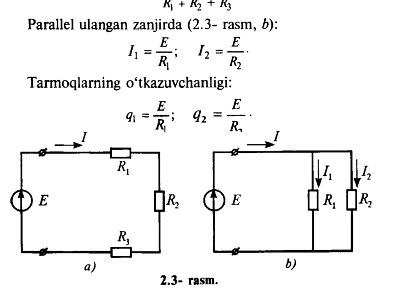 R₁ + R₂ + R₃
Parallel ulangan zanjirda (2.3- rasm, b):
I₁ = E/R₁; I₂ = E/R₂.
Tarmoqlarning o‘tkazuvchanligi:
q₁ = E/R₁; q₂ = E/R₂.
I I
R₁ I₁ I₂
E R₂ E R₁ R₂
R₃
a) b)
2.3- rasm.